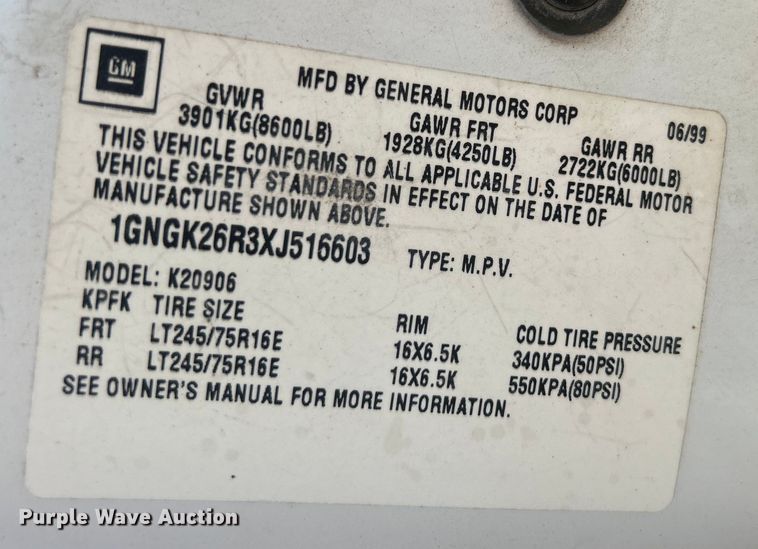 GM
MFD BY GENERAL MOTORS CORP 06/99
GVWR GAWR FRT GAWR RR
3901KG(8600LB) 1928KG(4250LB) 2722KG(6000LB)
THIS VEHICLE CONFORMS TO ALL APPLICABLE U.S. FEDERAL MOTOR
VEHICLE SAFETY STANDARDS IN EFFECT ON THE DATE OF
MANUFACTURE SHOWN ABOVE.
1GNGK26R3XJ516603 TYPE: M.P.V.
MODEL: K20906
KPFK TIRE SIZE RIM COLD TIRE PRESSURE
FRT LT245/75R16E 16X6.5K 340KPA(50PSI)
RR LT245/75R16E 16X6.5K 550KPA(80PSI)
SEE OWNER'S MANUAL FOR MORE INFORMATION.
Purple Wave Auction